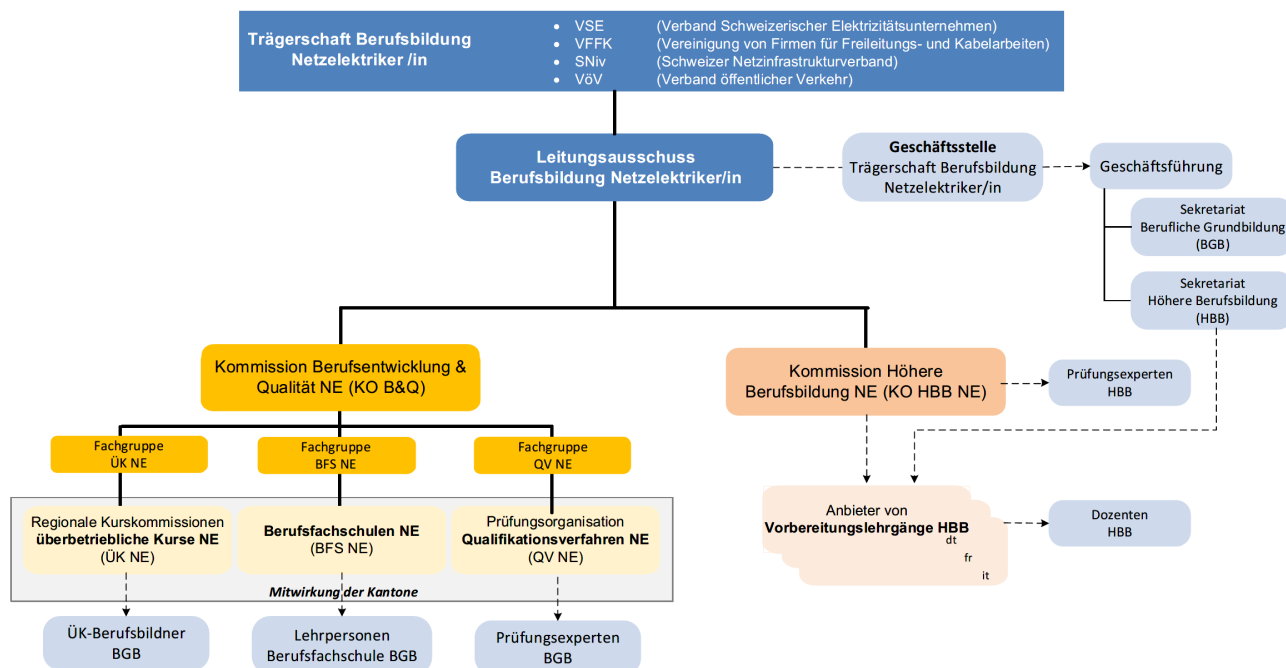 Trägerschaft Berufsbildung
Netzelektriker /in
• VSE (Verband Schweizerischer Elektrizitätsunternehmen)
• VFFK (Vereinigung von Firmen für Freileitungs- und Kabelarbeiten)
• SNiv (Schweizer Netzinfrastrukturverband)
• VöV (Verband öffentlicher Verkehr)
Leitungsausschuss
Berufsbildung Netzelektriker/in
Geschäftsstelle
Trägerschaft Berufsbildung
Netzelektriker/in
Geschäftsführung
Sekretariat
Berufliche Grundbildung
(BGB)
Sekretariat
Höhere Berufsbildung
(HBB)
Kommission Berufsentwicklung &
Qualität NE (KO B&Q)
Kommission Höhere
Berufsbildung NE (KO HBB NE)
Prüfungsexperten
HBB
Fachgruppe
ÜK NE
Fachgruppe
BFS NE
Fachgruppe
QV NE
Regionale Kurskommissionen
überbetriebliche Kurse NE
(ÜK NE)
Berufsfachschulen NE
(BFS NE)
Prüfungsorganisation
Qualifikationsverfahren NE
(QV NE)
Mitwirkung der Kantone
Anbieter von
Vorbereitungslehrgänge HBB
dt
fr
it
Dozenten
HBB
ÜK-Berufsbildner
BGB
Lehrpersonen
Berufsfachschule BGB
Prüfungsexperten
BGB